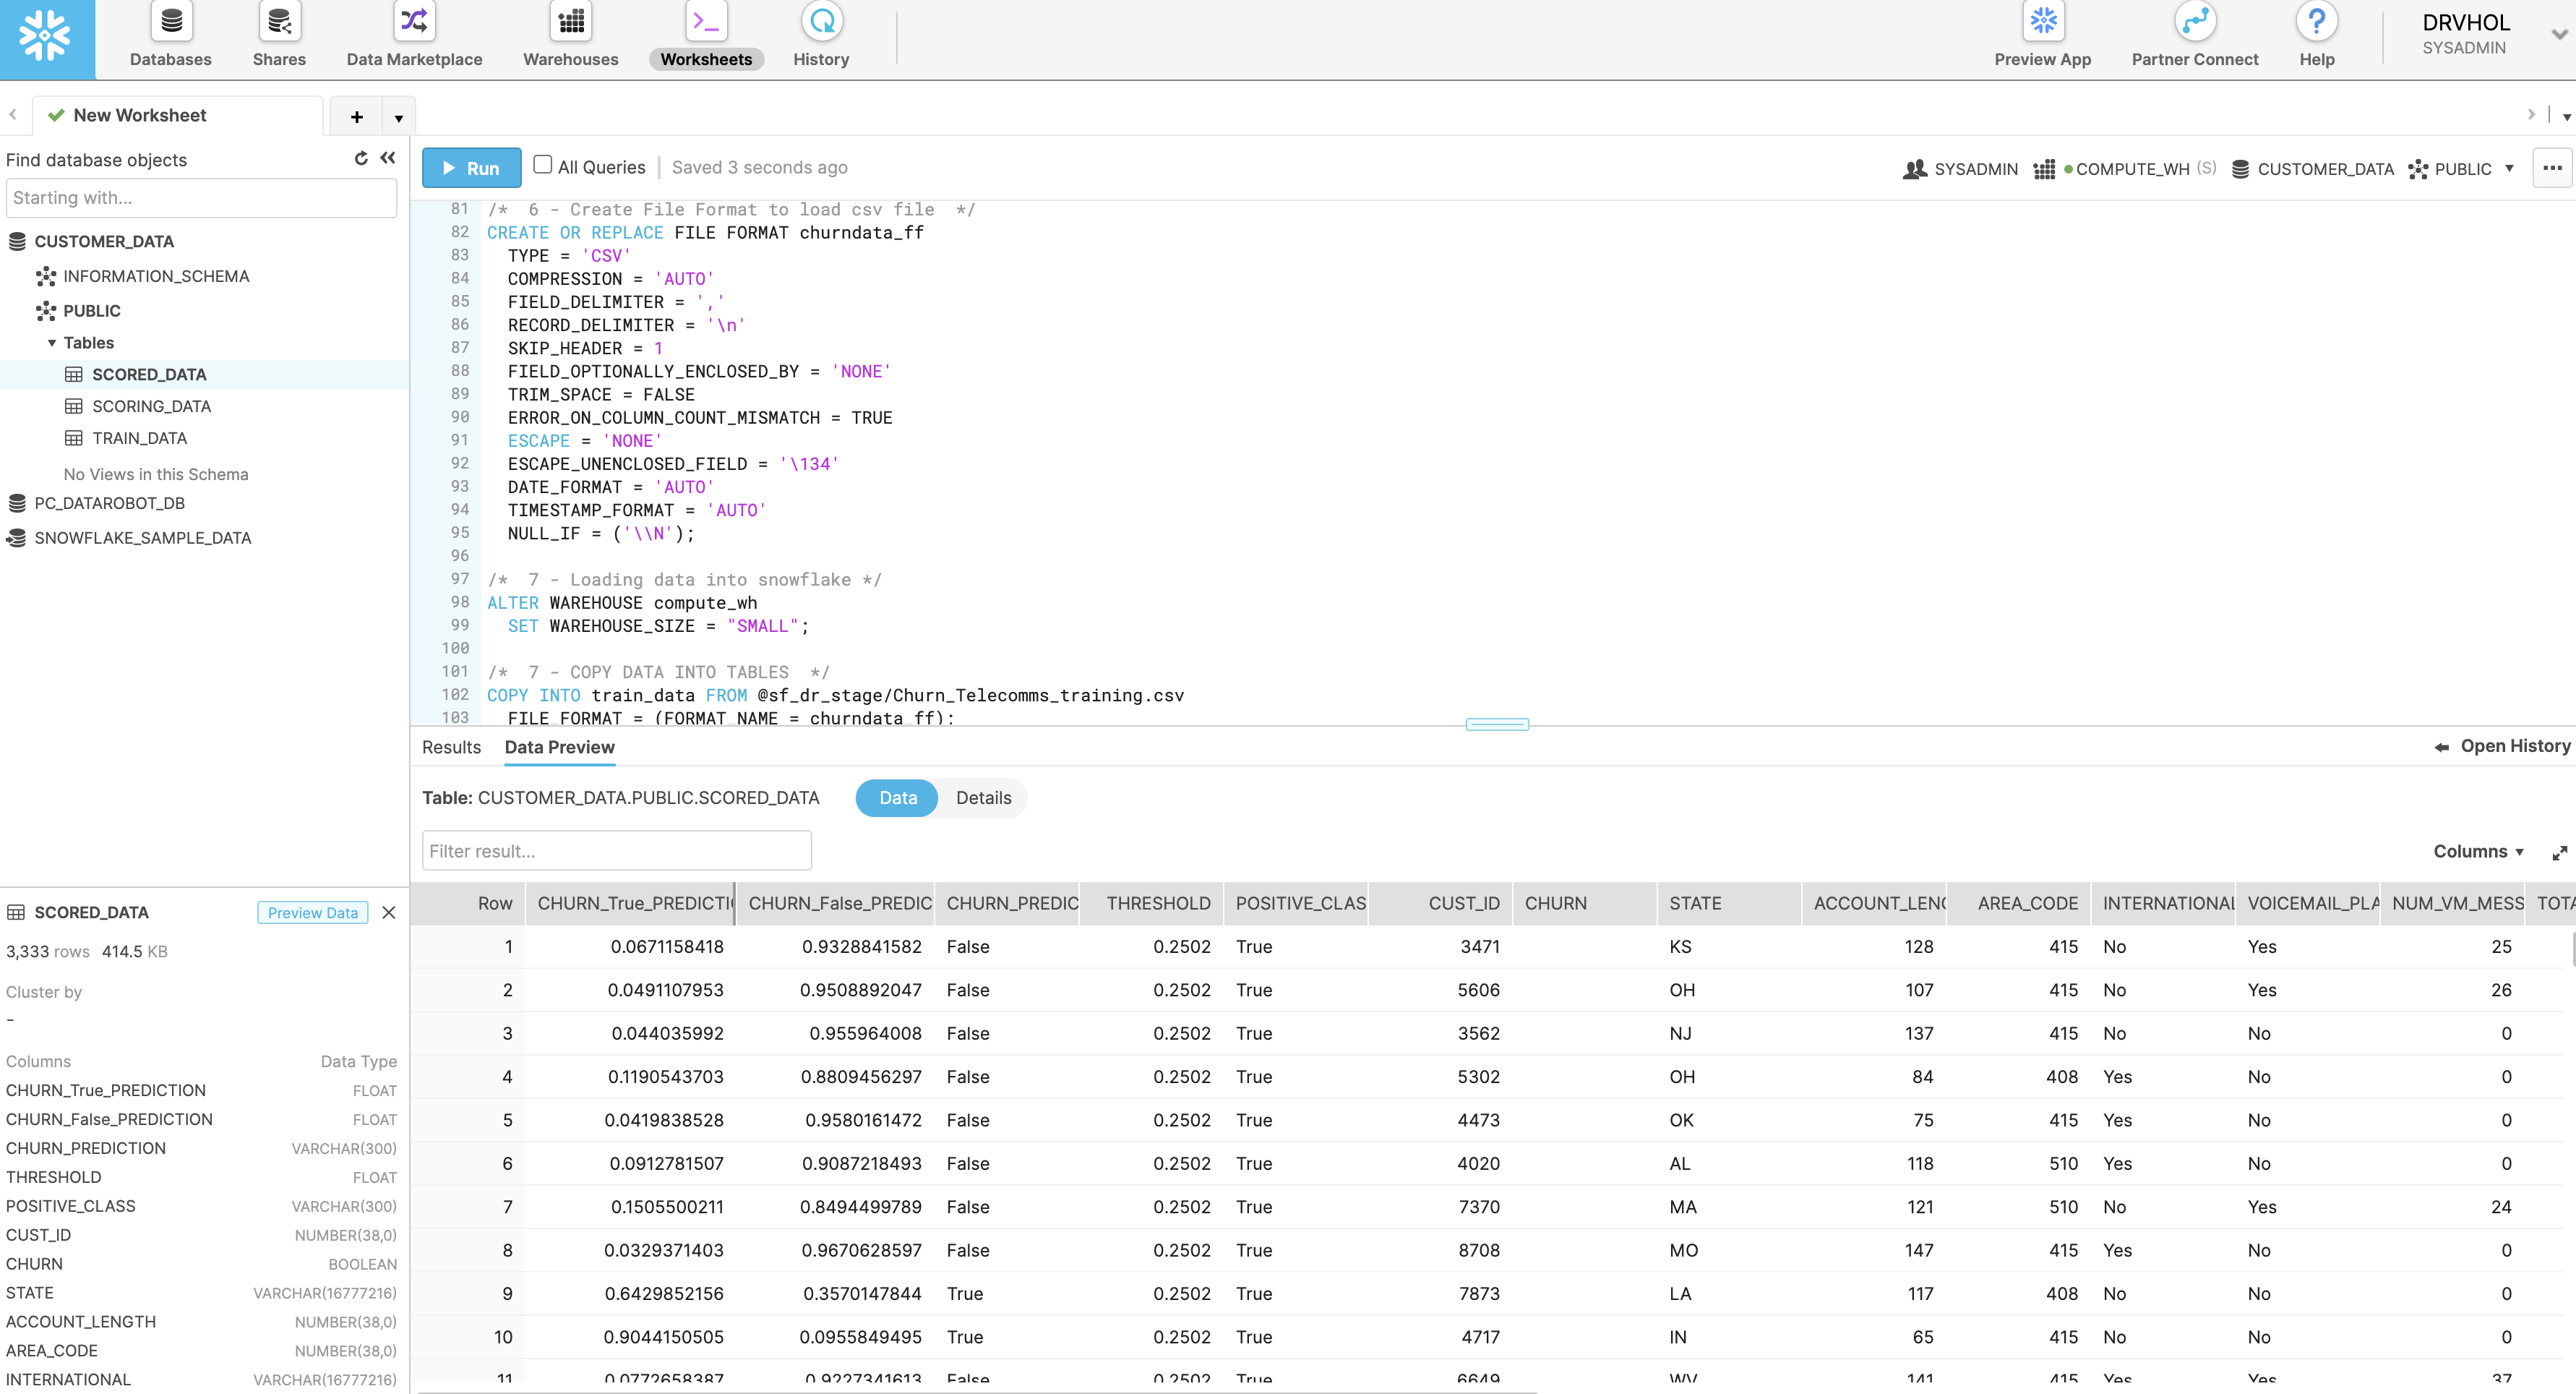 Databases Shares Data Marketplace Warehouses Worksheets History Preview App Partner Connect Help DRVHOL
SYSADMIN
New Worksheet + 
Find database objects
Starting with...
CUSTOMER_DATA
INFORMATION_SCHEMA
PUBLIC
Tables
SCORED_DATA
SCORING_DATA
TRAIN_DATA
No Views in this Schema
PC_DATAROBOT_DB
SNOWFLAKE_SAMPLE_DATA
SCORED_DATA Preview Data
3,333 rows 414.5 KB
Cluster by
-
Columns Data Type
CHURN_True_PREDICTION FLOAT
CHURN_False_PREDICTION FLOAT
CHURN_PREDICTION VARCHAR(300)
THRESHOLD FLOAT
POSITIVE_CLASS VARCHAR(300)
CUST_ID NUMBER(38,0)
CHURN BOOLEAN
STATE VARCHAR(16777216)
ACCOUNT_LENGTH NUMBER(38,0)
AREA_CODE NUMBER(38,0)
INTERNATIONAL VARCHAR(16777216)
Run All Queries Saved 3 seconds ago SYSADMIN COMPUTE_WH (S) CUSTOMER_DATA PUBLIC ...
81 /*  6 - Create File Format to load csv file  */
82 CREATE OR REPLACE FILE FORMAT churndata_ff
83 TYPE = 'CSV'
84 COMPRESSION = 'AUTO'
85 FIELD_DELIMITER = ','
86 RECORD_DELIMITER = '\n'
87 SKIP_HEADER = 1
88 FIELD_OPTIONALLY_ENCLOSED_BY = 'NONE'
89 TRIM_SPACE = FALSE
90 ERROR_ON_COLUMN_COUNT_MISMATCH = TRUE
91 ESCAPE = 'NONE'
92 ESCAPE_UNENCLOSED_FIELD = '\134'
93 DATE_FORMAT = 'AUTO'
94 TIMESTAMP_FORMAT = 'AUTO'
95 NULL_IF = ('\\N');
96
97 /*  7 - Loading data into snowflake */
98 ALTER WAREHOUSE compute_wh
99 SET WAREHOUSE_SIZE = "SMALL";
100
101 /*  7 - COPY DATA INTO TABLES  */
102 COPY INTO train_data FROM @sf_dr_stage/Churn_Telecomms_training.csv
103 FILE_FORMAT = (FORMAT_NAME = churndata_ff);
Results Data Preview Open History
Table: CUSTOMER_DATA.PUBLIC.SCORED_DATA Data Details
Filter result... Columns
Row CHURN_True_PREDICTI CHURN_False_PREDIC CHURN_PREDIC THRESHOLD POSITIVE_CLAS CUST_ID CHURN STATE ACCOUNT_LENG AREA_CODE INTERNATIONAL VOICEMAIL_PLA NUM_VM_MESS TOTA
1 0.0671158418 0.9328841582 False 0.2502 True 3471 KS 128 415 No Yes 25
2 0.0491107953 0.9508892047 False 0.2502 True 5606 OH 107 415 No Yes 26
3 0.044035992 0.955964008 False 0.2502 True 3562 NJ 137 415 No No 0
4 0.1190543703 0.8809456297 False 0.2502 True 5302 OH 84 408 Yes No 0
5 0.0419838528 0.9580161472 False 0.2502 True 4473 OK 75 415 Yes No 0
6 0.0912781507 0.9087218493 False 0.2502 True 4020 AL 118 510 Yes No 0
7 0.1505500211 0.8494499789 False 0.2502 True 7370 MA 121 510 No Yes 24
8 0.0329371403 0.9670628597 False 0.2502 True 8708 MO 147 415 Yes No 0
9 0.6429852156 0.3570147844 True 0.2502 True 7873 LA 117 408 No No 0
10 0.9044150505 0.0955849495 True 0.2502 True 4717 IN 65 415 No No 0
11 0.0772658387 0.9227341613 False 0.2502 True 6649 WV 141 415 Yes Yes 37